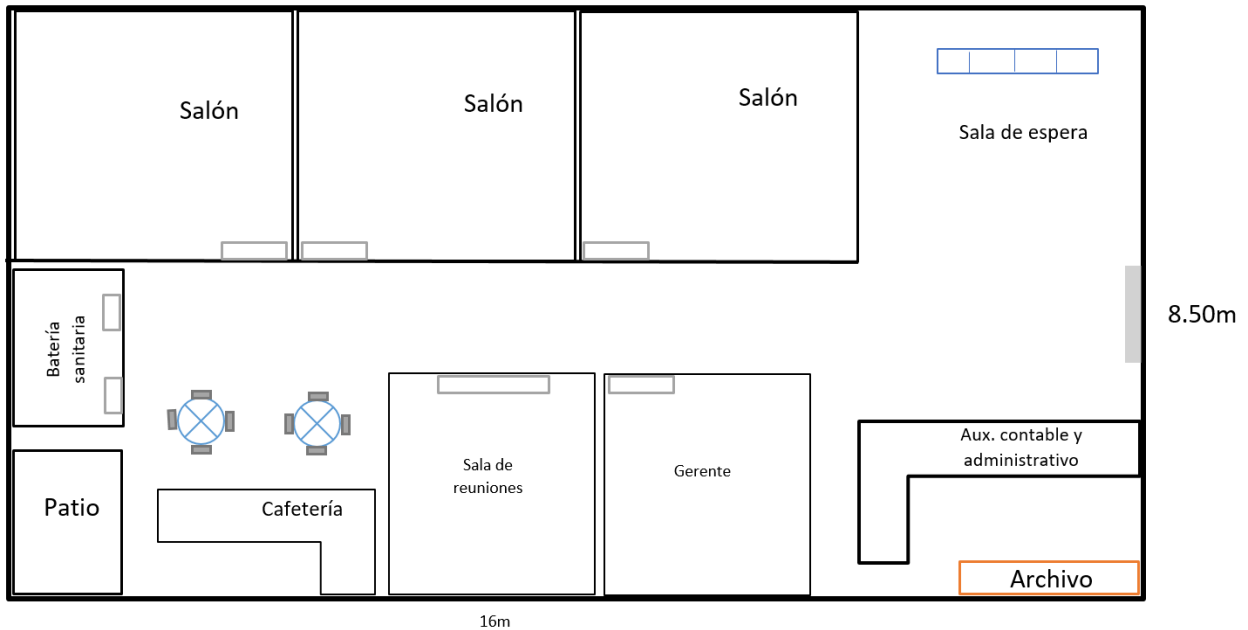 Salón
Salón
Salón
Sala de espera
8.50m
Batería
sanitaria
Aux. contable y
administrativo
Sala de
reuniones
Gerente
Patio
Cafetería
Archivo
16m